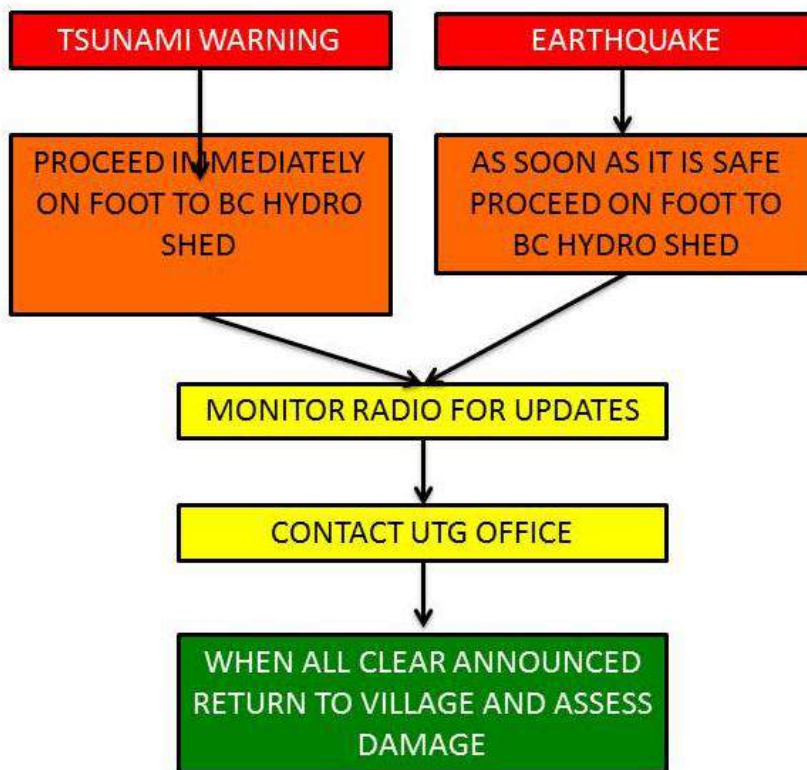 TSUNAMI WARNING
EARTHQUAKE
PROCEED IMMEDIATELY
ON FOOT TO BC HYDRO
SHED
AS SOON AS IT IS SAFE
PROCEED ON FOOT TO
BC HYDRO SHED
MONITOR RADIO FOR UPDATES
CONTACT UTG OFFICE
WHEN ALL CLEAR ANNOUNCED
RETURN TO VILLAGE AND ASSESS
DAMAGE